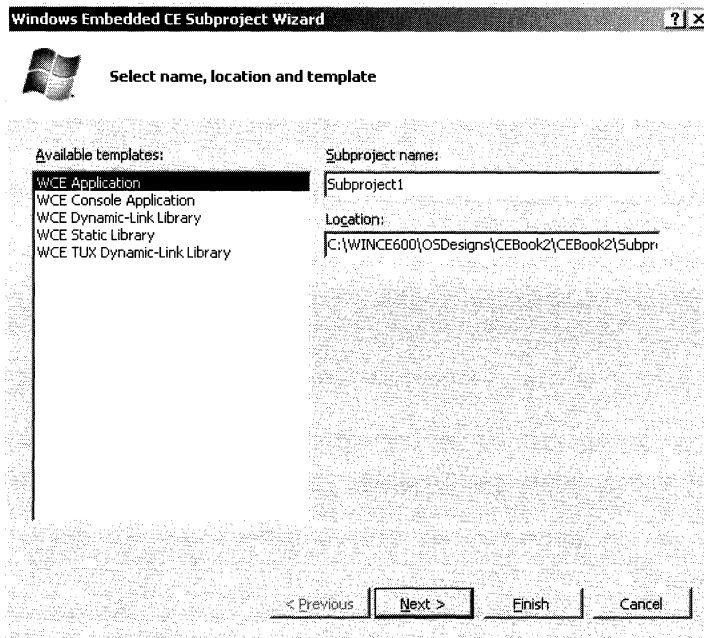 Windows Embedded CE Subproject Wizard
Select name, location and template
Available templates:
WCE Application
WCE Console Application
WCE Dynamic-Link Library
WCE Static Library
WCE TUX Dynamic-Link Library
Subproject name:
Subproject1
Location:
C:\WINCE600\OSDesigns\CEBook2\CEBook2\Subpr
< Previous
Next >
Finish
Cancel